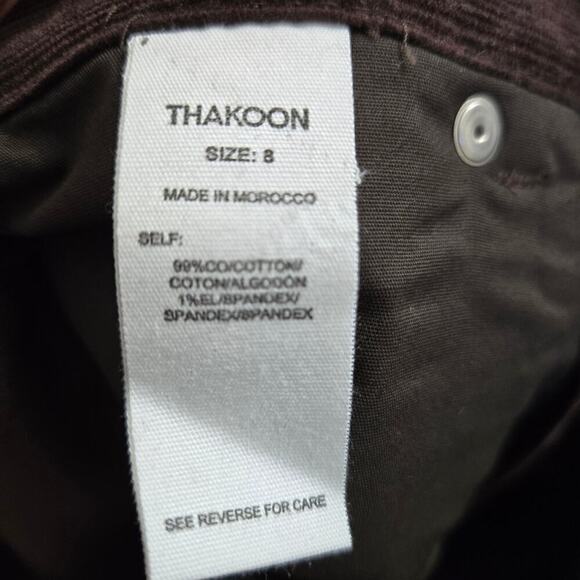 THAKOON
SIZE: 8
MADE IN MOROCCO
SELF:
99%CO/COTTON/
COTON/ALGODON
1%EL/SPANDEX/
SPANDEX/SPANDEX
SEE REVERSE FOR CARE